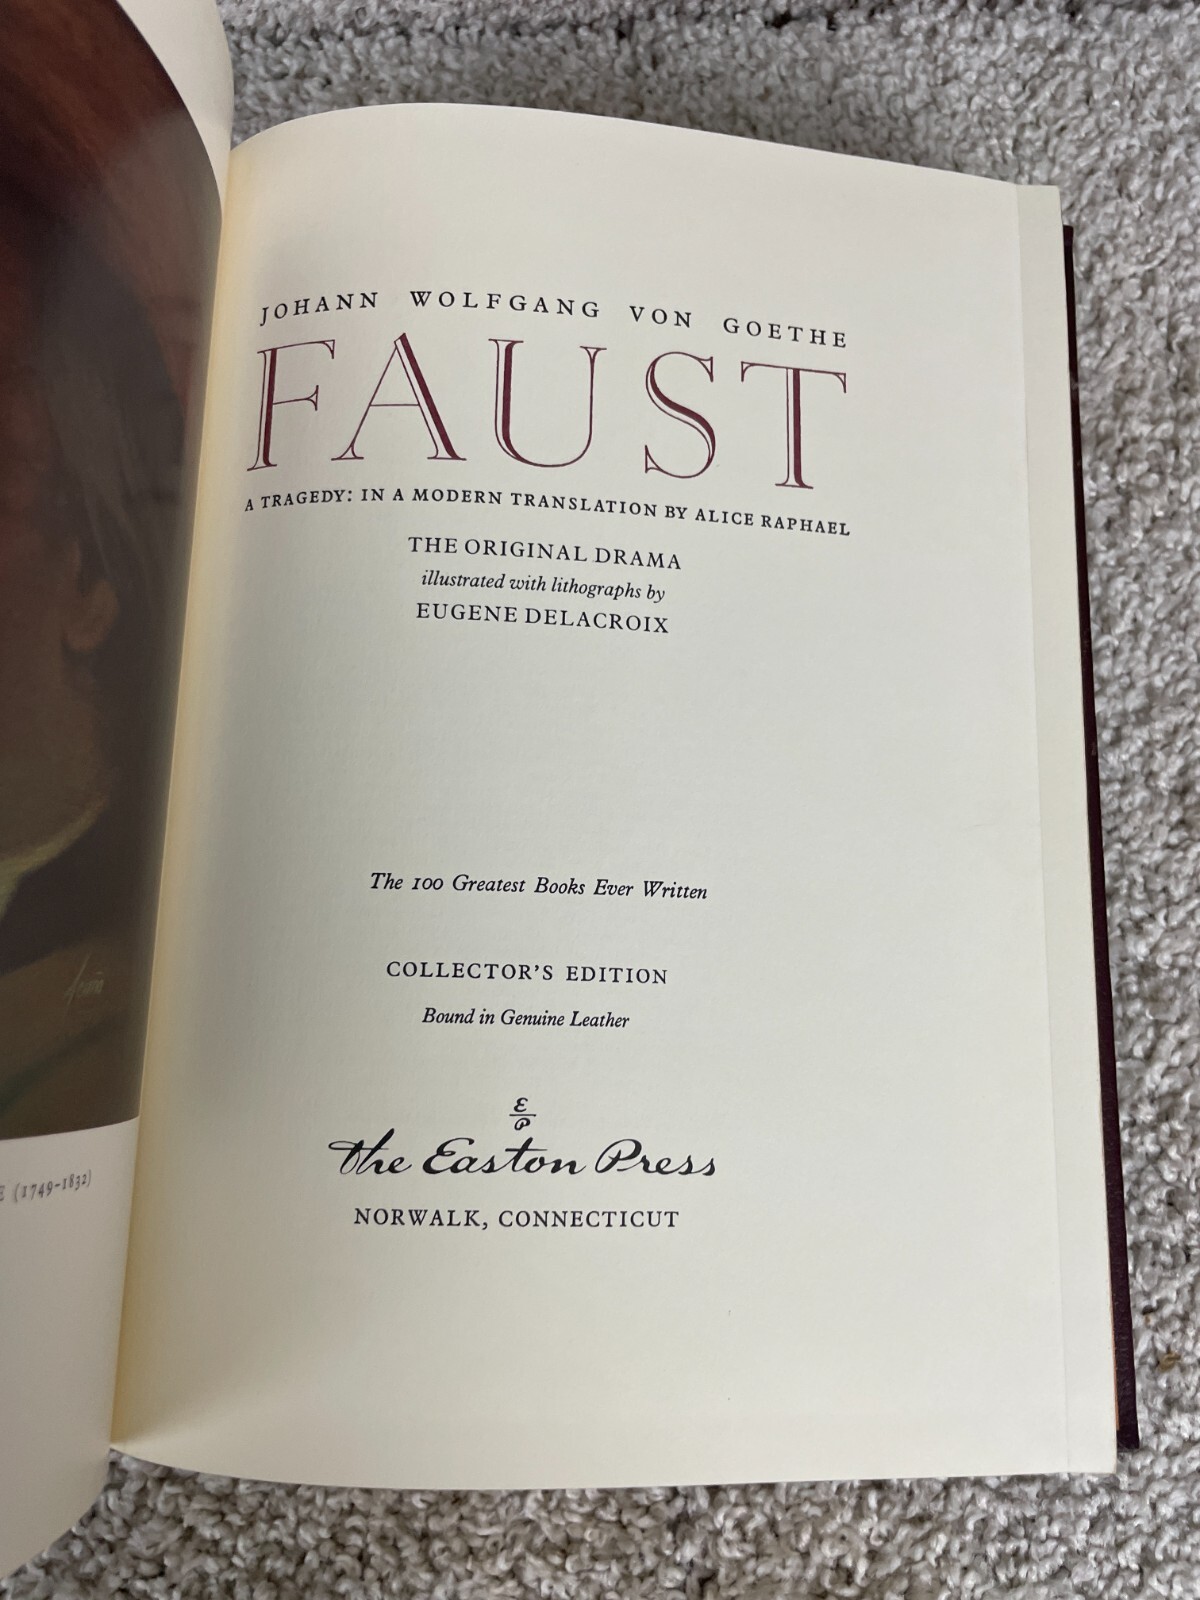 JOHANN WOLFGANG VON GOETHE
FAUST
A TRAGEDY: IN A MODERN TRANSLATION BY ALICE RAPHAEL
THE ORIGINAL DRAMA
illustrated with lithographs by
EUGENE DELACROIX
The 100 Greatest Books Ever Written
COLLECTOR'S EDITION
Bound in Genuine Leather
E
P
The Easton Press
NORWALK, CONNECTICUT
E (1749-1832)